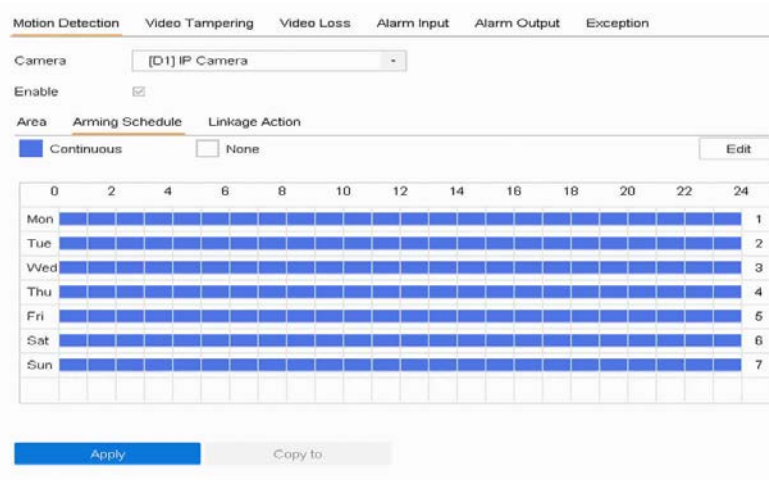 Motion Detection Video Tampering Video Loss Alarm Input Alarm Output Exception
Camera [D1] IP Camera
Enable
Area Arming Schedule Linkage Action
Continuous None Edit
0 2 4 6 8 10 12 14 16 18 20 22 24
Mon 1
Tue 2
Wed 3
Thu 4
Fri 5
Sat 6
Sun 7
Apply Copy to